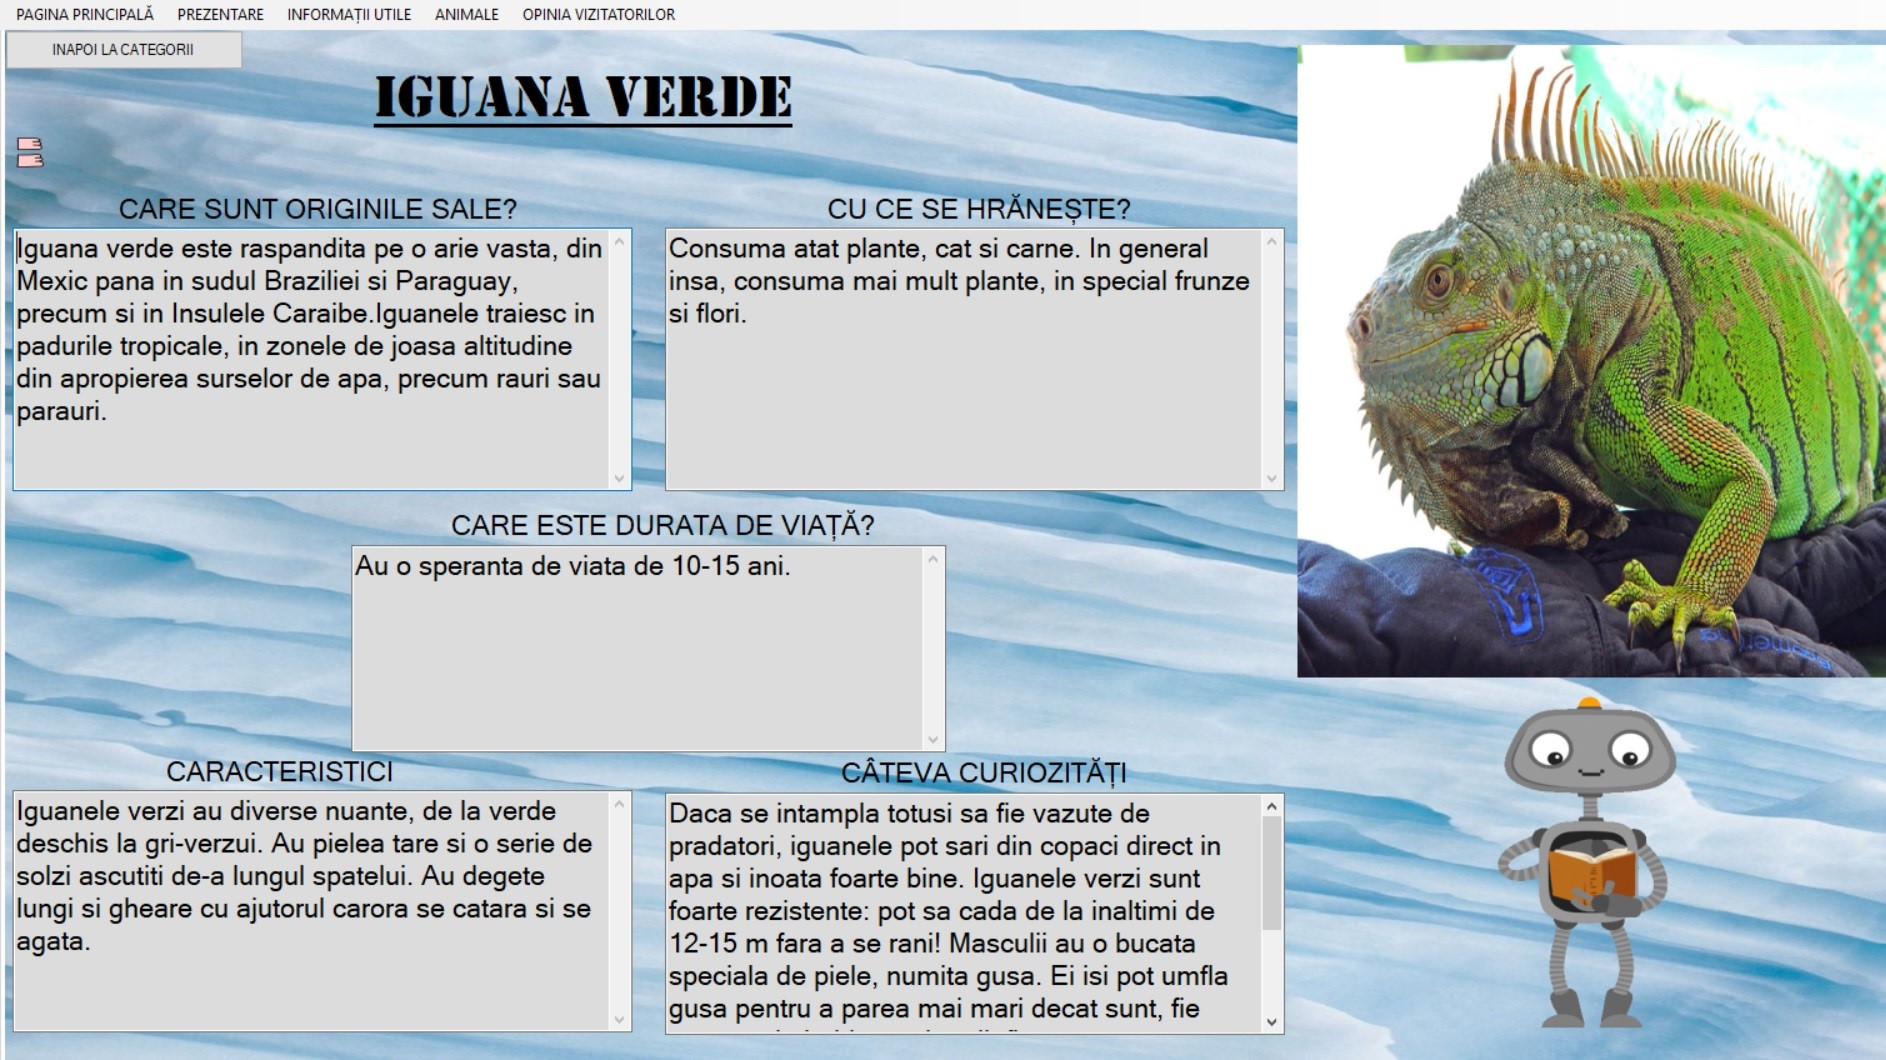 PAGINA PRINCIPALĂ PREZENTARE INFORMAȚII UTILE ANIMALE OPINIA VIZITATORILOR
INAPOI LA CATEGORII
IGUANA VERDE
CARE SUNT ORIGINILE SALE?
Iguana verde este raspandita pe o arie vasta, din
Mexic pana in sudul Braziliei si Paraguay,
precum si in Insulele Caraibe.Iguanele traiesc in
padurile tropicale, in zonele de joasa altitudine
din apropierea surselor de apa, precum rauri sau
parauri.
CU CE SE HRĂNEȘTE?
Consuma atat plante, cat si carne. In general
insa, consuma mai mult plante, in special frunze
si flori.
CARE ESTE DURATA DE VIAȚĂ?
Au o speranta de viata de 10-15 ani.
CARACTERISTICI
Iguanele verzi au diverse nuante, de la verde
deschis la gri-verzui. Au pielea tare si o serie de
solzi ascutiti de-a lungul spatelui. Au degete
lungi si gheare cu ajutorul carora se catara si se
agata.
CÂTEVA CURIOZITĂȚI
Daca se intampla totusi sa fie vazute de
pradatori, iguanele pot sari din copaci direct in
apa si inoata foarte bine. Iguanele verzi sunt
foarte rezistente: pot sa cada de la inaltimi de
12-15 m fara a se rani! Masculii au o bucata
speciala de piele, numita gusa. Ei isi pot umfla
gusa pentru a parea mai mari decat sunt, fie